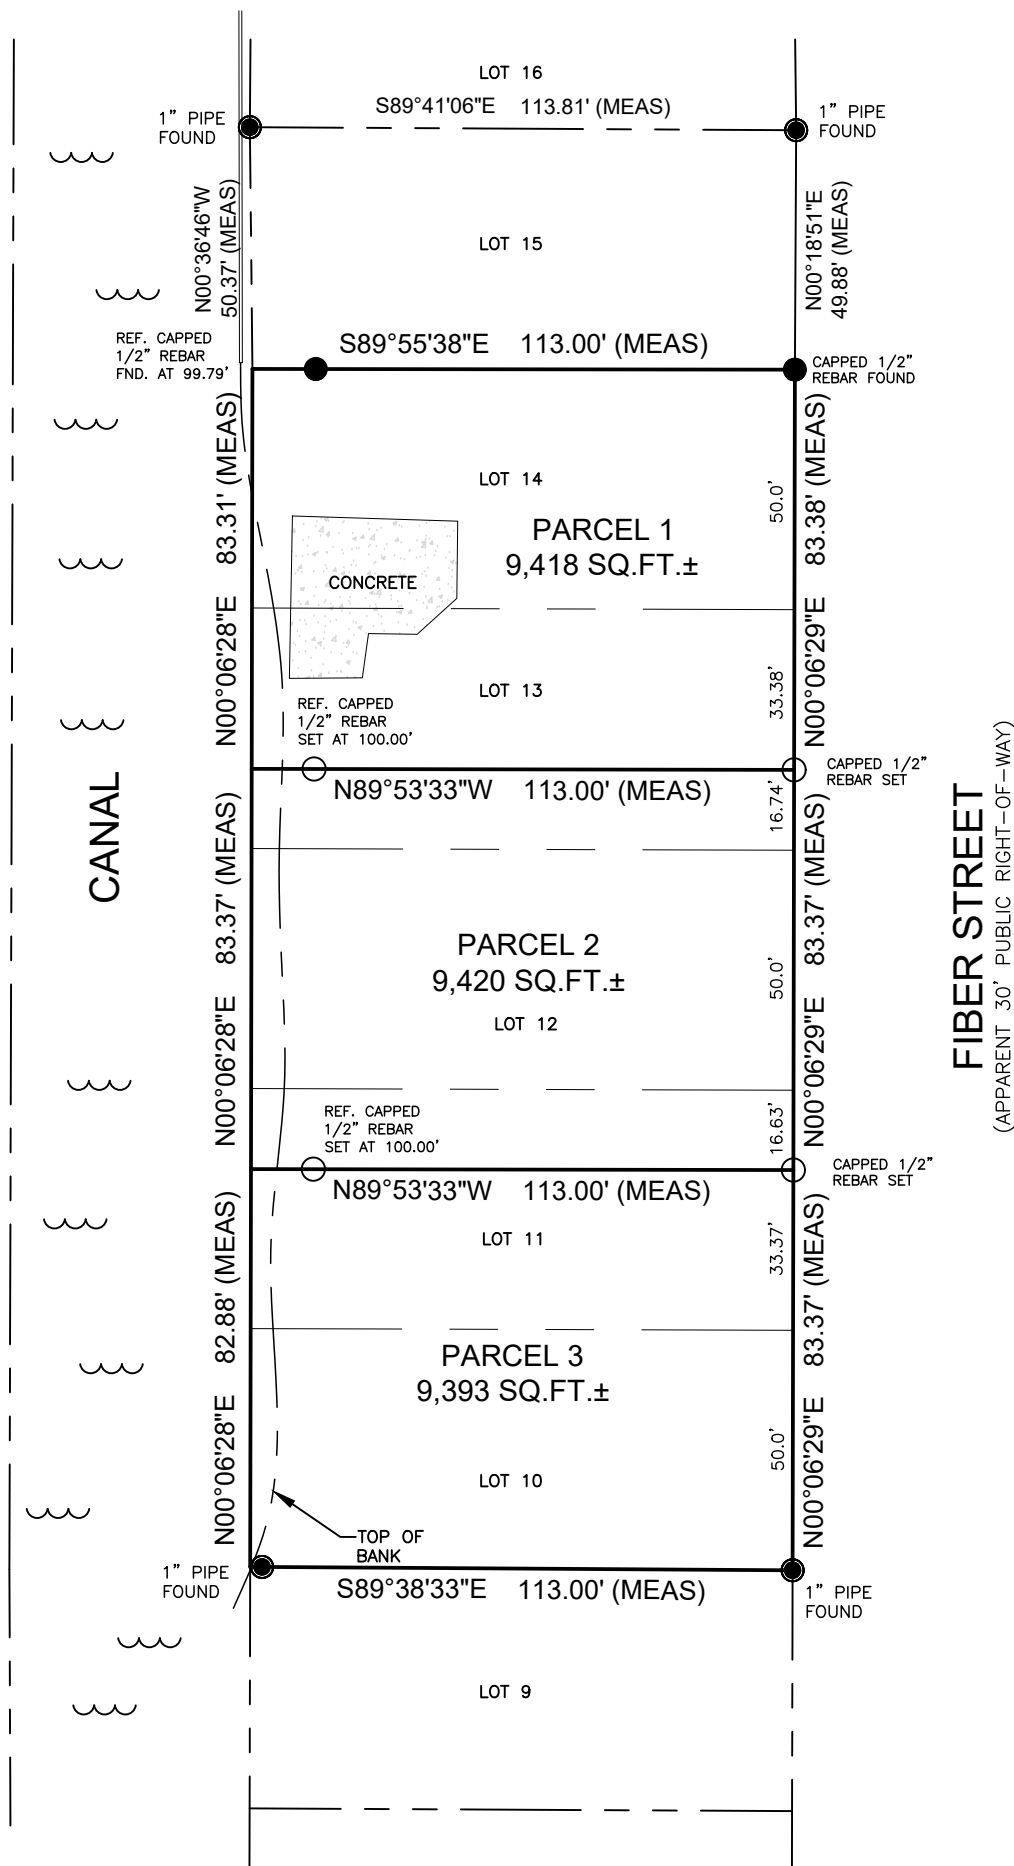 LOT 16
S89°41'06"E 113.81' (MEAS)
1" PIPE
FOUND
1" PIPE
FOUND
N00°36'46"W
50.37' (MEAS)
LOT 15
N00°18'51"E
49.88' (MEAS)
REF. CAPPED
1/2" REBAR
FND. AT 99.79'
S89°55'38"E 113.00' (MEAS)
CAPPED 1/2"
REBAR FOUND
N00°06'28"E 83.31' (MEAS)
LOT 14
50.0'
N00°06'29"E 83.38' (MEAS)
PARCEL 1
9,418 SQ.FT.±
CONCRETE
LOT 13
33.38'
REF. CAPPED
1/2" REBAR
SET AT 100.00'
N89°53'33"W 113.00' (MEAS)
CAPPED 1/2"
REBAR SET
CANAL
FIBER STREET
(APPARENT 30' PUBLIC RIGHT-OF-WAY)
16.74'
N00°06'28"E 83.37' (MEAS)
PARCEL 2
9,420 SQ.FT.±
LOT 12
50.0'
N00°06'29"E 83.37' (MEAS)
16.63'
REF. CAPPED
1/2" REBAR
SET AT 100.00'
N89°53'33"W 113.00' (MEAS)
CAPPED 1/2"
REBAR SET
LOT 11
33.37'
N00°06'28"E 82.88' (MEAS)
PARCEL 3
9,393 SQ.FT.±
N00°06'29"E 83.37' (MEAS)
50.0'
LOT 10
TOP OF
BANK
1" PIPE
FOUND
S89°38'33"E 113.00' (MEAS)
1" PIPE
FOUND
LOT 9